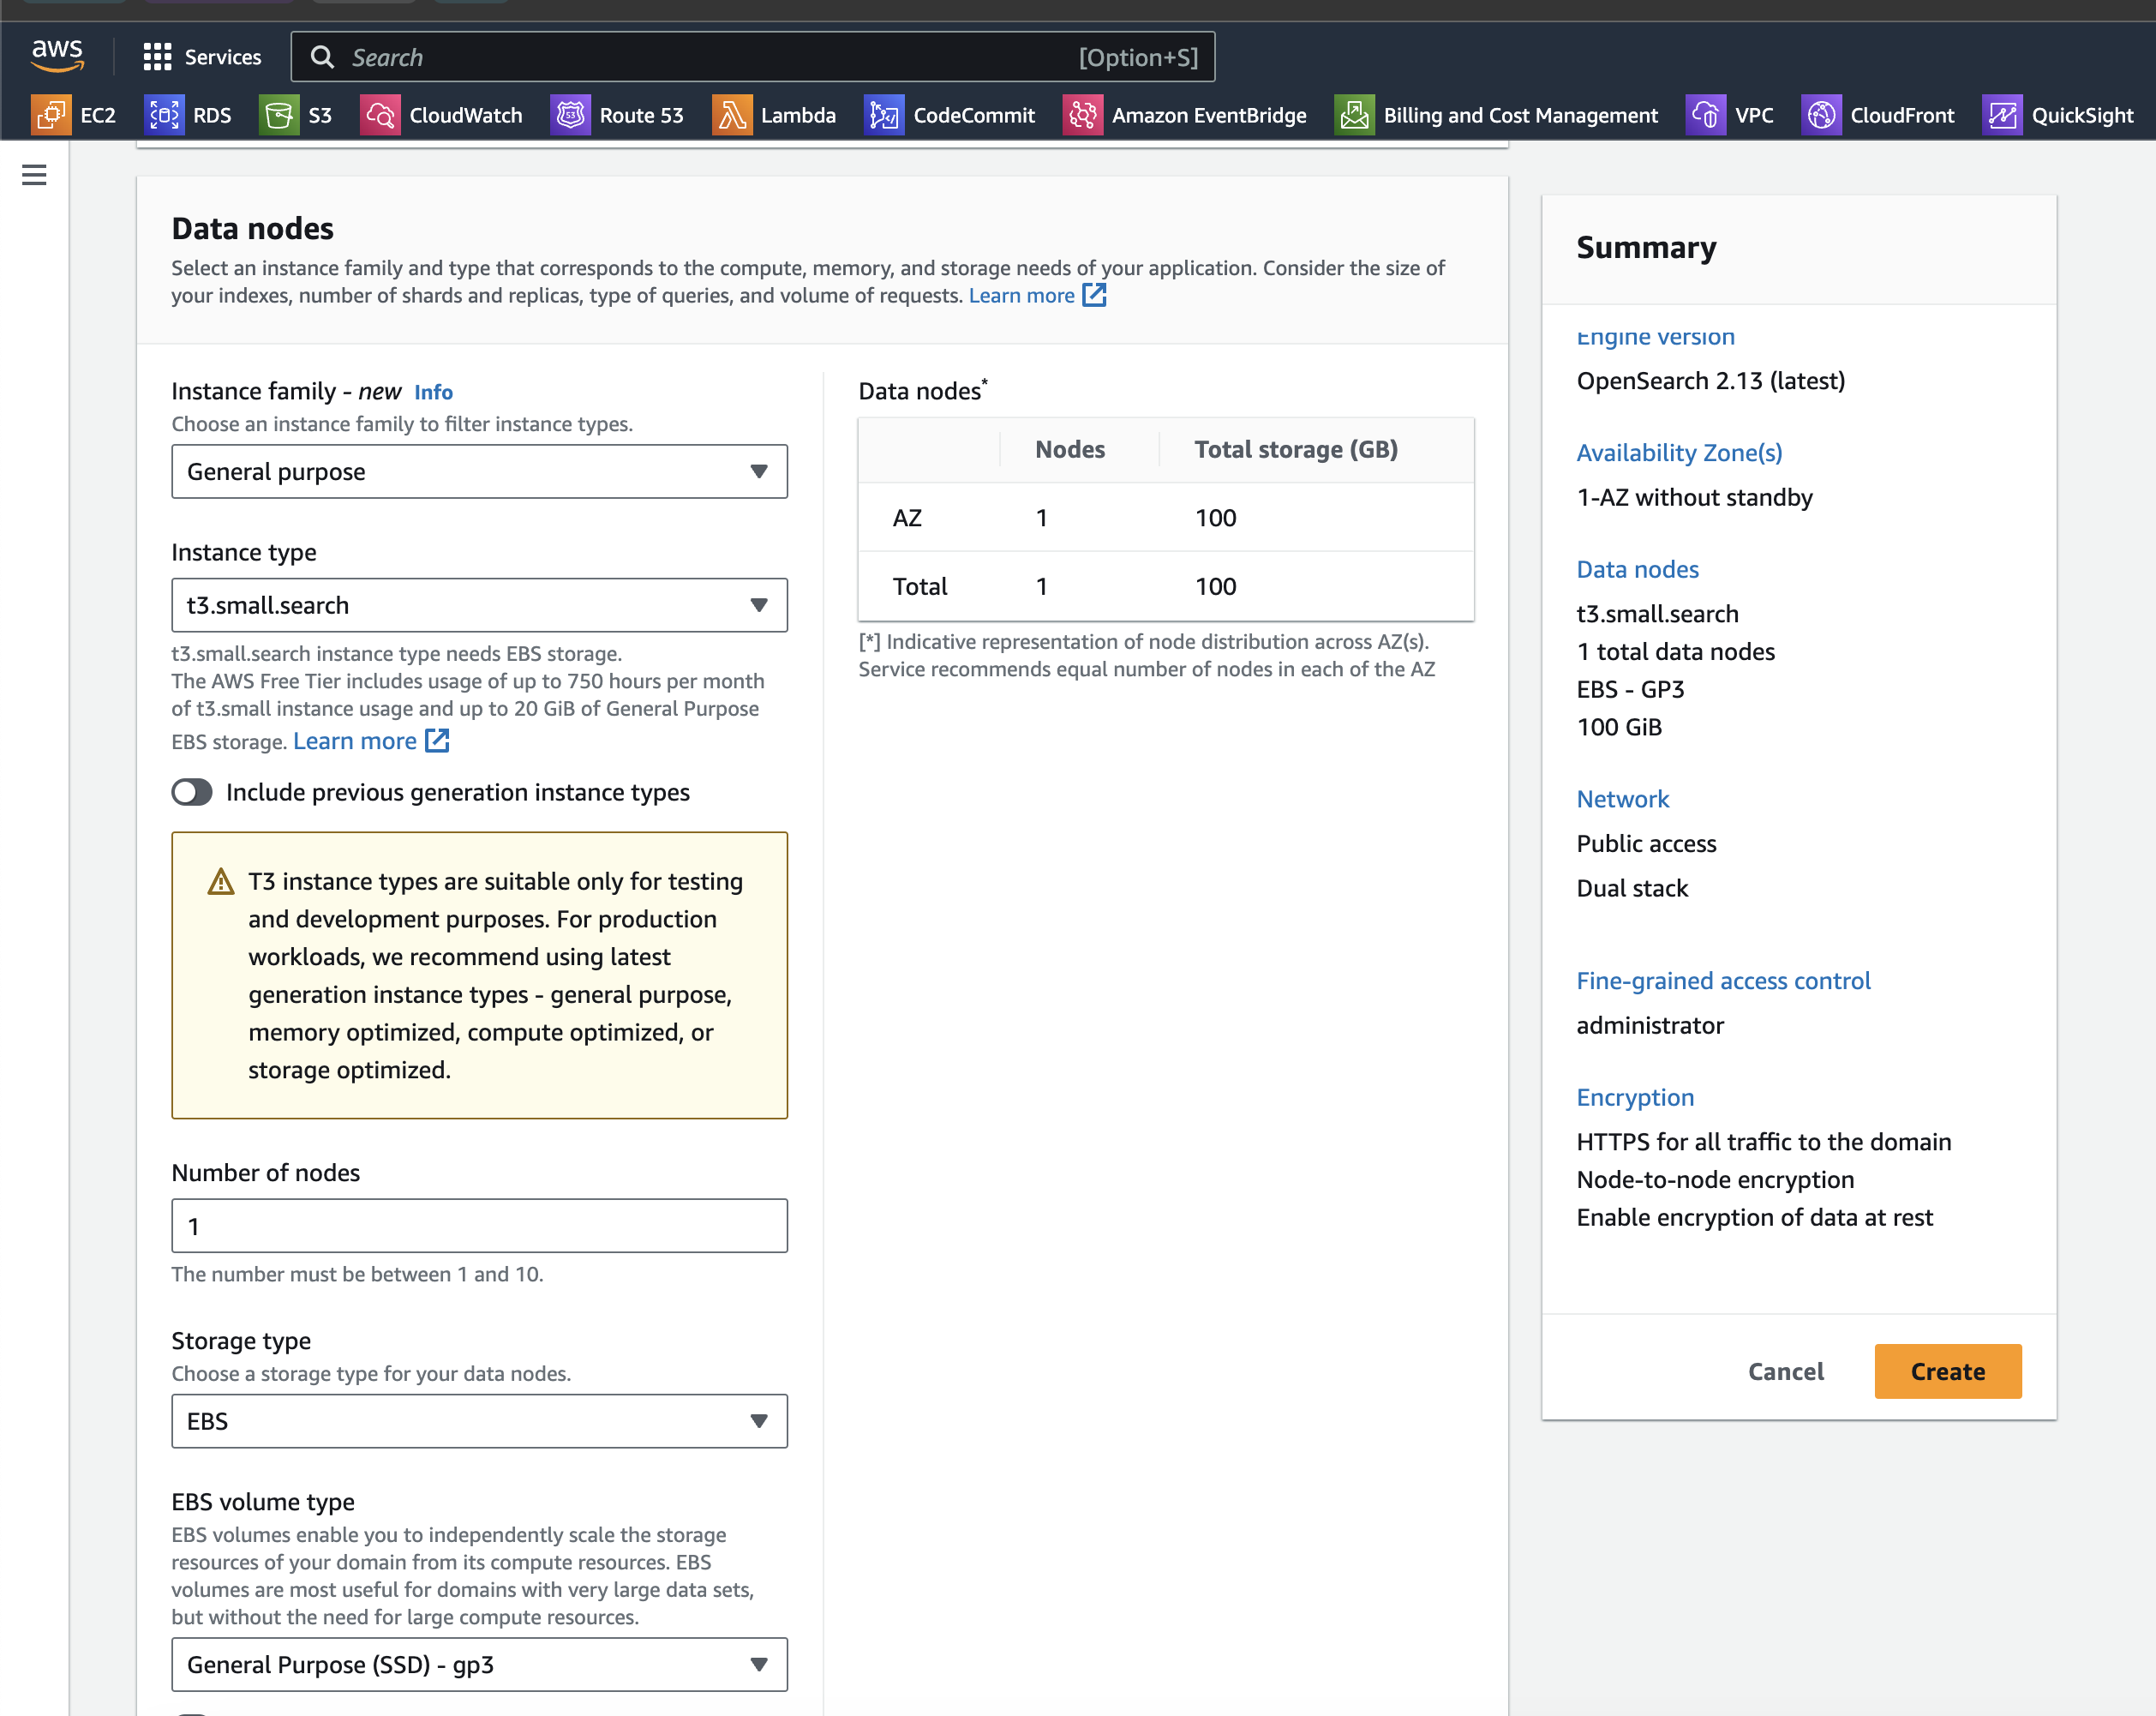 aws
Services
Search
[Option+S]
EC2
RDS
S3
CloudWatch
53
Route 53
Lambda
CodeCommit
Amazon EventBridge
Billing and Cost Management
VPC
CloudFront
QuickSight
Data nodes
Select an instance family and type that corresponds to the compute, memory, and storage needs of your application. Consider the size of
your indexes, number of shards and replicas, type of queries, and volume of requests. Learn more
Instance family - new Info
Choose an instance family to filter instance types.
General purpose
Instance type
t3.small.search
t3.small.search instance type needs EBS storage.
The AWS Free Tier includes usage of up to 750 hours per month
of t3.small instance usage and up to 20 GiB of General Purpose
EBS storage. Learn more
Include previous generation instance types
T3 instance types are suitable only for testing
and development purposes. For production
workloads, we recommend using latest
generation instance types - general purpose,
memory optimized, compute optimized, or
storage optimized.
Number of nodes
1
The number must be between 1 and 10.
Storage type
Choose a storage type for your data nodes.
EBS
EBS volume type
EBS volumes enable you to independently scale the storage
resources of your domain from its compute resources. EBS
volumes are most useful for domains with very large data sets,
but without the need for large compute resources.
General Purpose (SSD) - gp3
Data nodes*
Nodes Total storage (GB)
AZ 1 100
Total 1 100
[*] Indicative representation of node distribution across AZ(s).
Service recommends equal number of nodes in each of the AZ
Summary
Engine version
OpenSearch 2.13 (latest)
Availability Zone(s)
1-AZ without standby
Data nodes
t3.small.search
1 total data nodes
EBS - GP3
100 GiB
Network
Public access
Dual stack
Fine-grained access control
administrator
Encryption
HTTPS for all traffic to the domain
Node-to-node encryption
Enable encryption of data at rest
Cancel
Create